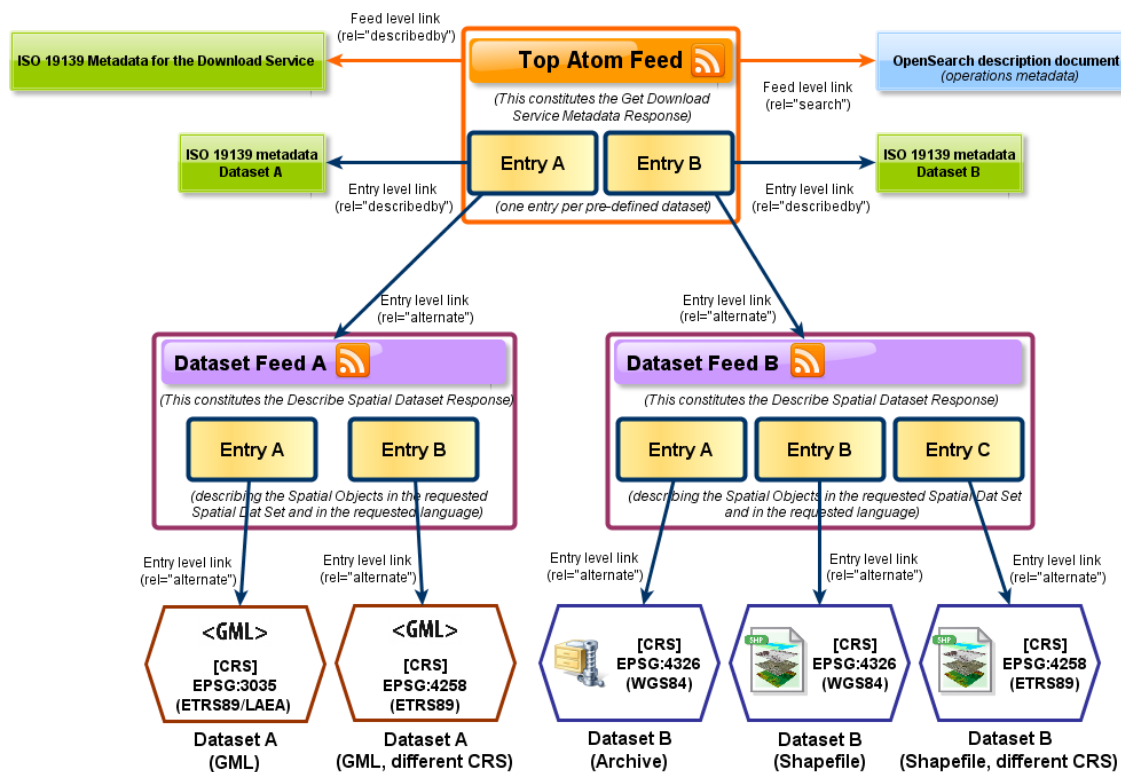 Feed level link
(rel="describedby")
ISO 19139 Metadata for the Download Service
Top Atom Feed
OpenSearch description document
(operations metadata)
Feed level link
(rel="search")
(This constitutes the Get Download
Service Metadata Response)
ISO 19139 metadata
Dataset A
Entry A
Entry B
ISO 19139 metadata
Dataset B
Entry level link
(rel="describedby")
(one entry per pre-defined dataset)
Entry level link
(rel="describedby")
Entry level link
(rel="alternate")
Entry level link
(rel="alternate")
Dataset Feed A
(This constitutes the Describe Spatial Dataset Response)
Entry A
Entry B
(describing the Spatial Objects in the requested
Spatial Dat Set and in the requested language)
Dataset Feed B
(This constitutes the Describe Spatial Dataset Response)
Entry A
Entry B
Entry C
(describing the Spatial Objects in the requested Spatial Dat Set
and in the requested language)
Entry level link
(rel="alternate")
Entry level link
(rel="alternate")
Entry level link
(rel="alternate")
Entry level link
(rel="alternate")
Entry level link
(rel="alternate")
<GML>
[CRS]
EPSG:3035
(ETRS89/LAEA)
Dataset A
(GML)
<GML>
[CRS]
EPSG:4258
(ETRS89)
Dataset A
(GML, different CRS)
[CRS]
EPSG:4326
(WGS84)
Dataset B
(Archive)
SHP
[CRS]
EPSG:4326
(WGS84)
Dataset B
(Shapefile)
SHP
[CRS]
EPSG:4258
(ETRS89)
Dataset B
(Shapefile, different CRS)